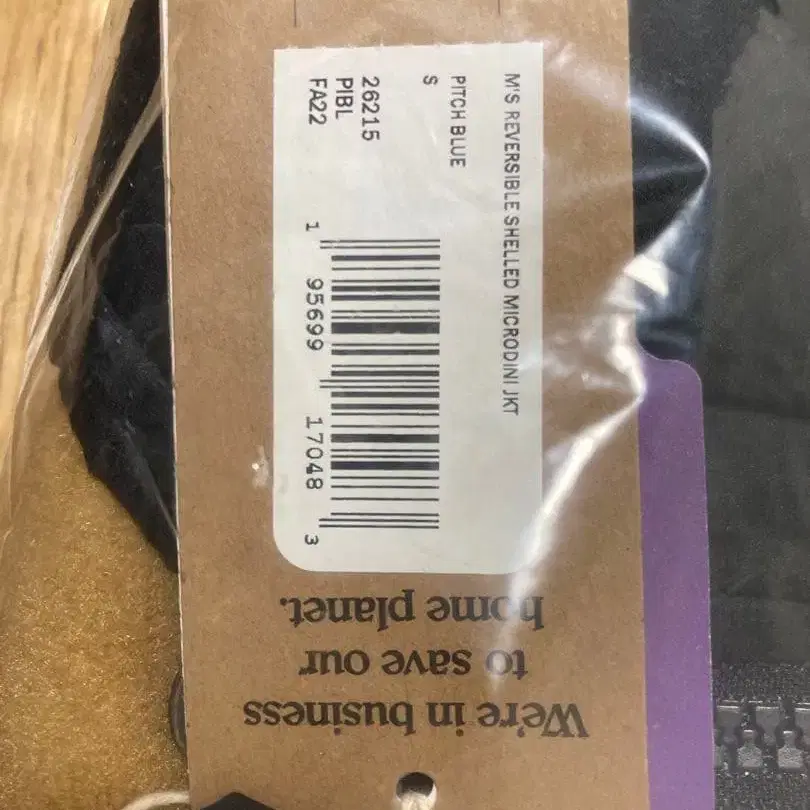 M'S REVERSIBLE SHELLED MICRODINI JKT
PITCH BLUE
S
26215
PIBL
FA22
1 95699 17048 3
We're in business
to save our
home planet.